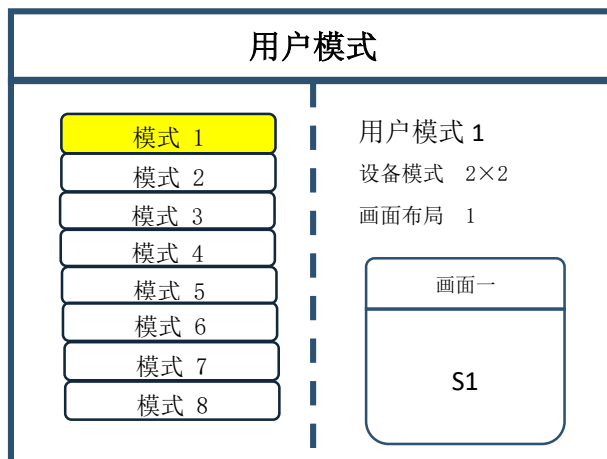 用户模式
模式 1
模式 2
模式 3
模式 4
模式 5
模式 6
模式 7
模式 8
用户模式 1
设备模式 2×2
画面布局 1
画面一
S1